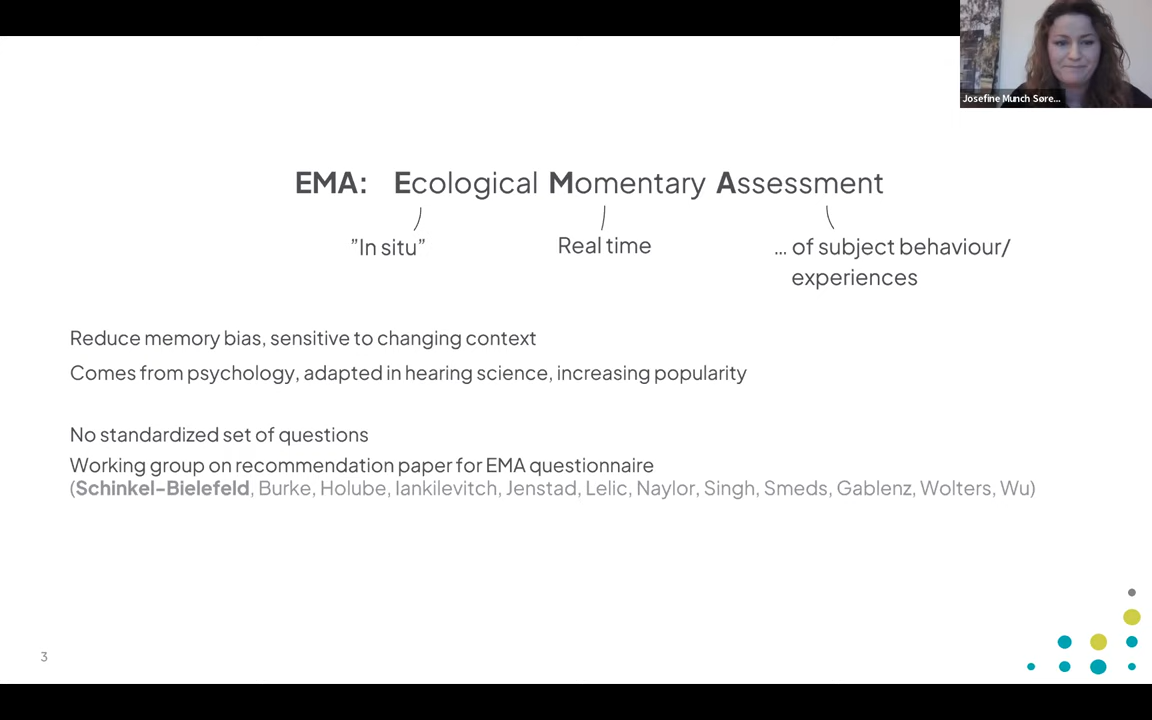 Josefine Munch Søre...
EMA: Ecological Momentary Assessment
”In situ”
Real time
... of subject behaviour/
experiences
Reduce memory bias, sensitive to changing context
Comes from psychology, adapted in hearing science, increasing popularity
No standardized set of questions
Working group on recommendation paper for EMA questionnaire
(Schinkel-Bielefeld, Burke, Holube, Iankilevitch, Jenstad, Lelic, Naylor, Singh, Smeds, Gablenz, Wolters, Wu)
3